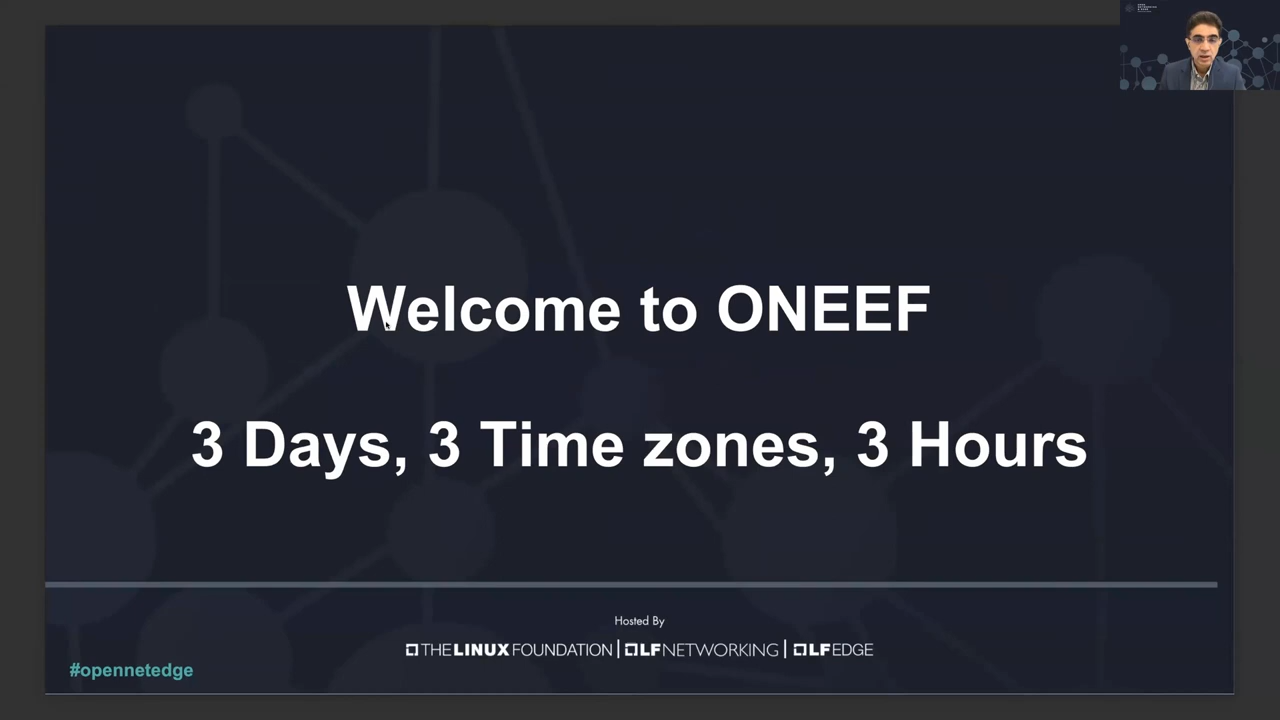 Welcome to ONEEF
3 Days, 3 Time zones, 3 Hours
Hosted By
THE LINUX FOUNDATION | LF NETWORKING | LF EDGE
#opennetedge